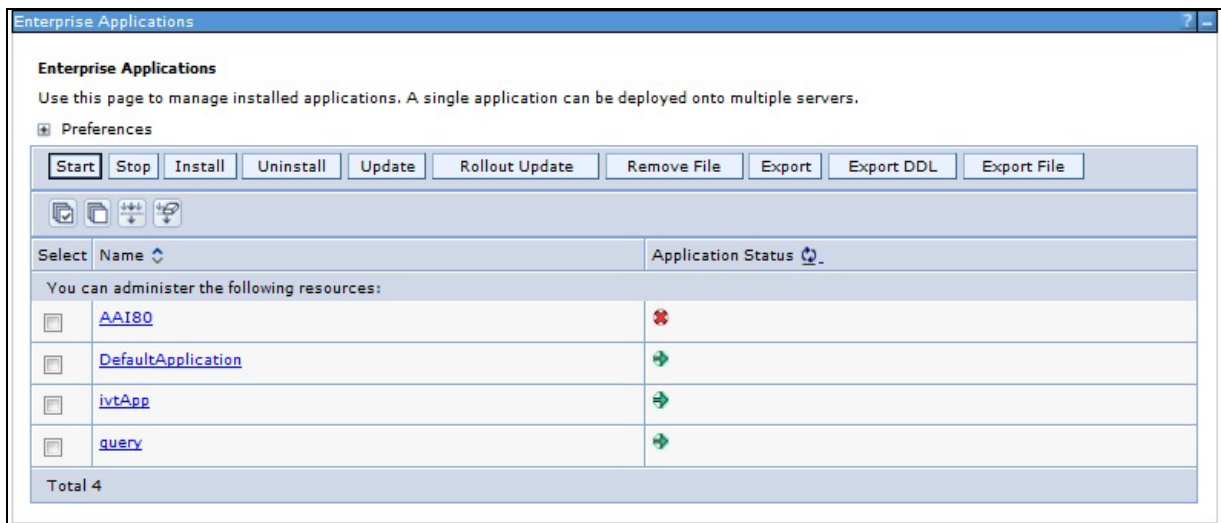 Enterprise Applications
?
Enterprise Applications
Use this page to manage installed applications. A single application can be deployed onto multiple servers.
Preferences
Start Stop Install Uninstall Update Rollout Update Remove File Export Export DDL Export File
Select Name Application Status
You can administer the following resources:
AAI80
DefaultApplication
ivtApp
query
Total 4